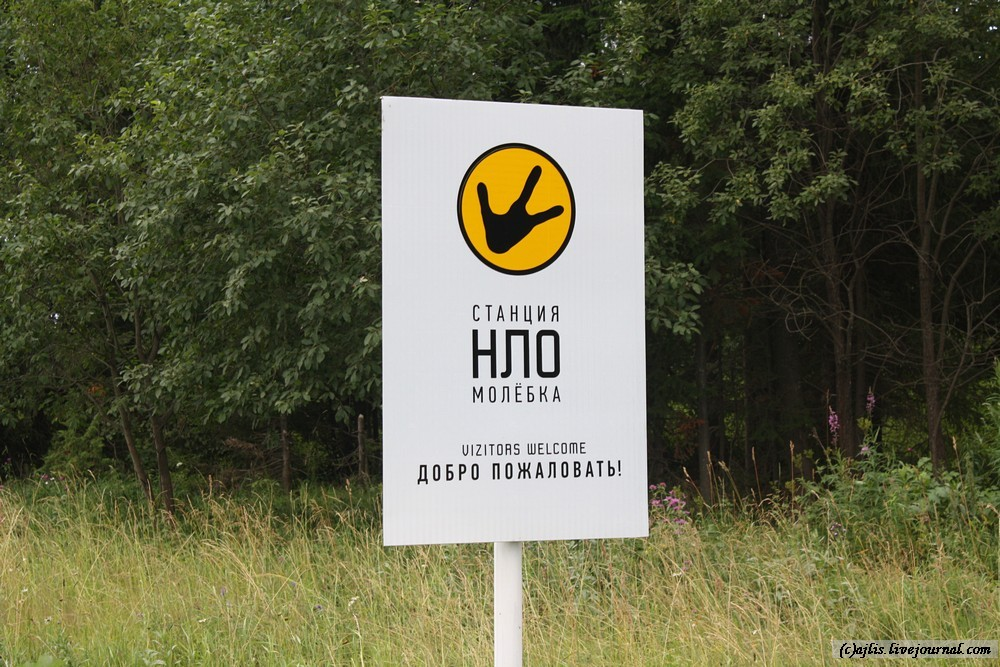 СТАНЦИЯ
НЛО
МОЛЁБКА
VIZITORS WELCOME
ДОБРО ПОЖАЛОВАТЬ!
(c)ajlis.livejournal.com